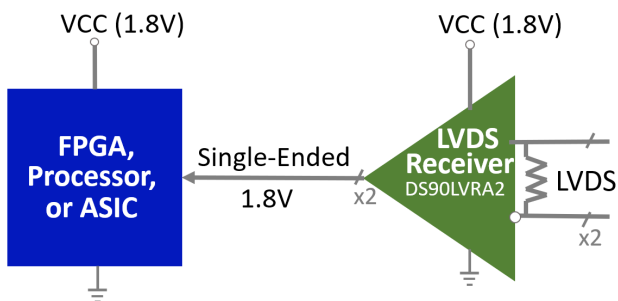 VCC (1.8V)
VCC (1.8V)
FPGA,
Processor,
or ASIC
Single-Ended
1.8V
x2
LVDS
Receiver
DS90LVRA2
LVDS
x2